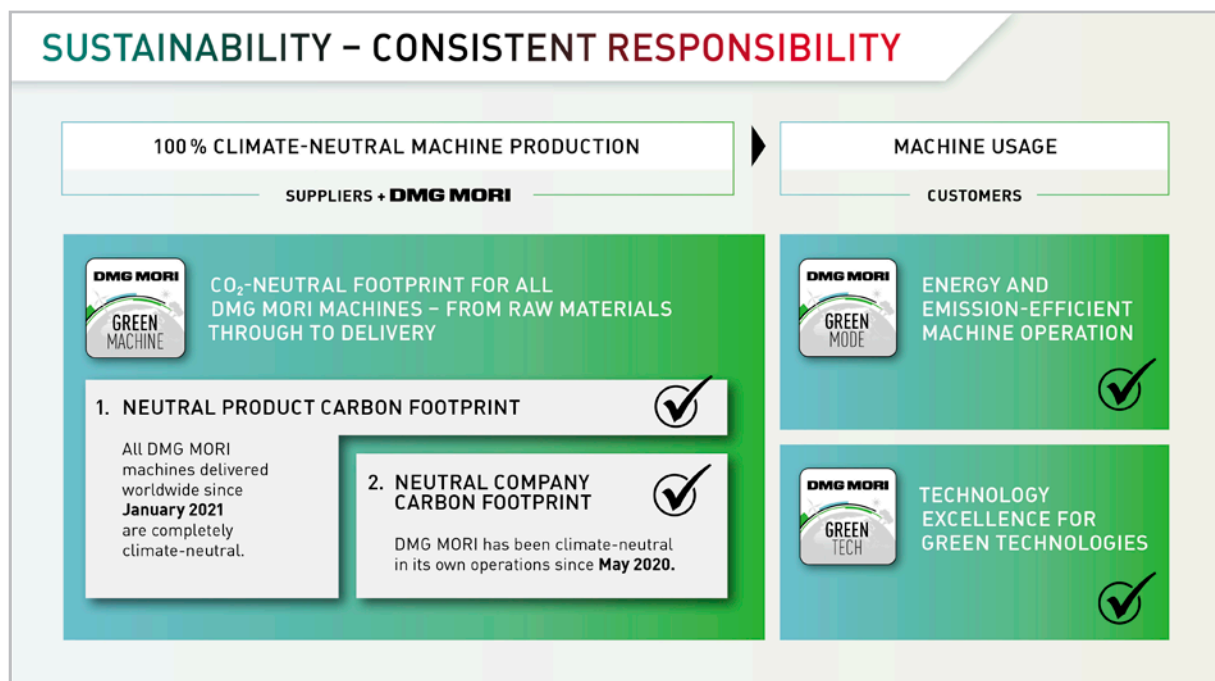 SUSTAINABILITY – CONSISTENT RESPONSIBILITY
100 % CLIMATE-NEUTRAL MACHINE PRODUCTION
SUPPLIERS + DMG MORI
MACHINE USAGE
CUSTOMERS
DMG MORI
GREEN
MACHINE
CO₂-NEUTRAL FOOTPRINT FOR ALL
DMG MORI MACHINES – FROM RAW MATERIALS
THROUGH TO DELIVERY
1. NEUTRAL PRODUCT CARBON FOOTPRINT
All DMG MORI
machines delivered
worldwide since
January 2021
are completely
climate-neutral.
2. NEUTRAL COMPANY
CARBON FOOTPRINT
DMG MORI has been climate-neutral
in its own operations since May 2020.
DMG MORI
GREEN
MODE
ENERGY AND
EMISSION-EFFICIENT
MACHINE OPERATION
DMG MORI
GREEN
TECH
TECHNOLOGY
EXCELLENCE FOR
GREEN TECHNOLOGIES